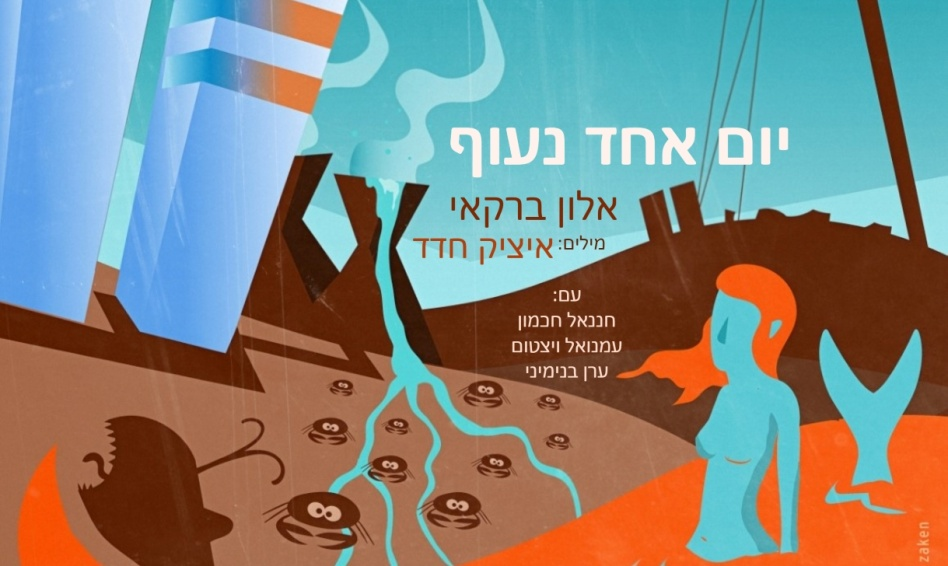 יום אחד נעוף
אלון ברקאי
מילים: איציק חדד
עם:
חננאל חכמון
עמנואל ויצטום
ערן בנימיני
zaken